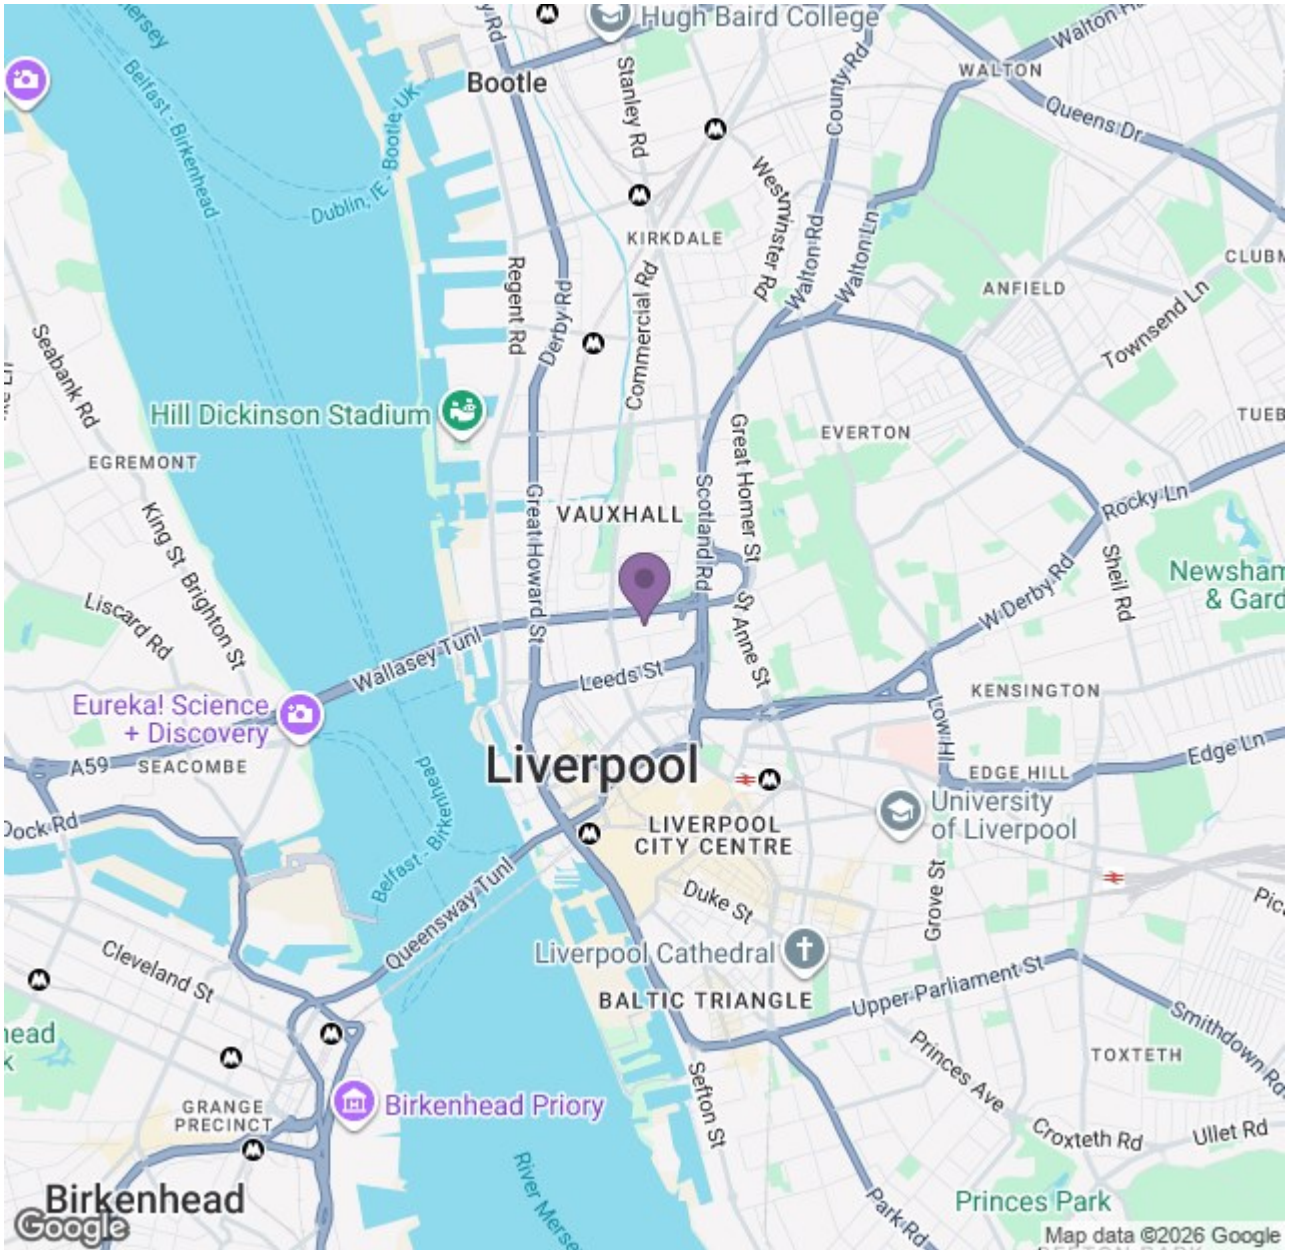 Hugh Baird College
Walton
WALTON
Bootle
Stanley Rd
County Rd
Queens Dr
Belfast - Birkenhead
Dublin, IE - Bootle, UK
Westminster Rd
Walton Rd
Walton Ln
KIRKDALE
ANFIELD
Townsend Ln
Regent Rd
Derby Rd
Commercial Rd
Seabank Rd
Hill Dickinson Stadium
EGREMONT
EVERTON
Great Homer St
Rocky Ln
King St
Brighton St
Great Howard St
VAUXHALL
Scotland Rd
Sheil Rd
Newsham
& Gard
W Derby Rd
Liscard Rd
St Anne St
Wallasey Tunl
Leeds St
Eureka! Science
+ Discovery
KENSINGTON
Low Hl
A59
SEACOMBE
Edge Ln
EDGE HILL
Liverpool
Dock Rd
Belfast - Birkenhead
University
of Liverpool
LIVERPOOL
CITY CENTRE
Queensway Tunl
Duke St
Grove St
Liverpool Cathedral
Cleveland St
BALTIC TRIANGLE
Upper Parliament St
Smithdown Rd
TOXTETH
Princes Ave
Sefton St
GRANGE
PRECINCT
Birkenhead Priory
Croxteth Rd
Ullet Rd
River Merse
Birkenhead
Princes Park
Park Rd
Google
Map data ©2026 Google